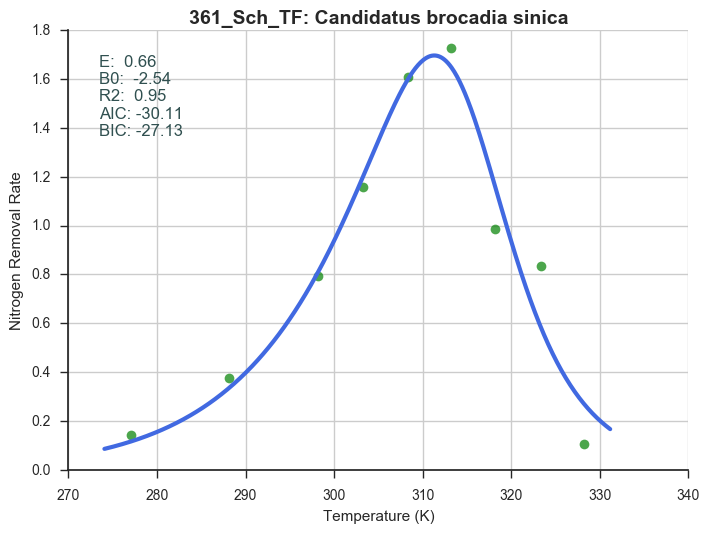 361_Sch_TF: Candidatus brocadia sinica
E:  0.66
B0:  -2.54
R2:  0.95
AIC: -30.11
BIC: -27.13
Nitrogen Removal Rate
1.8
1.6
1.4
1.2
1.0
0.8
0.6
0.4
0.2
0.0
270 280 290 300 310 320 330 340
Temperature (K)